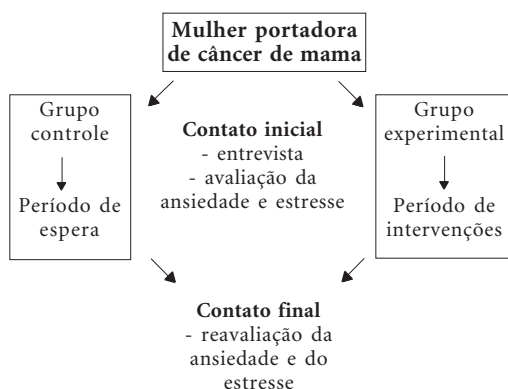 Mulher portadora
de câncer de mama
Grupo
controle
Período de
espera
Contato inicial
- entrevista
- avaliação da
ansiedade e estresse
Grupo
experimental
Período de
intervenções
Contato final
- reavaliação da
ansiedade e do
estresse